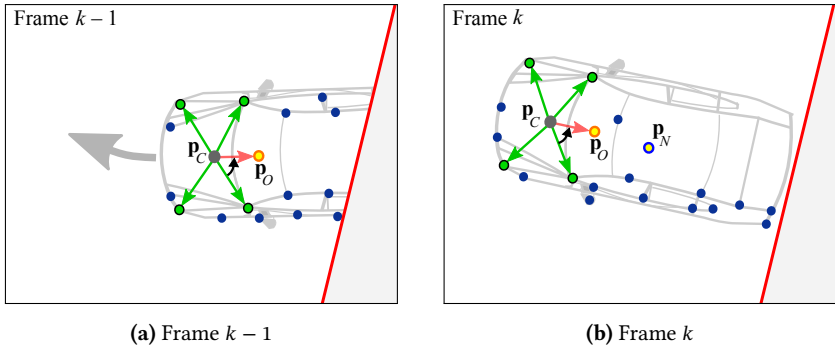 Frame k – 1
p_C
p_O
(a) Frame k − 1
Frame k
p_C
p_O
p_N
(b) Frame k